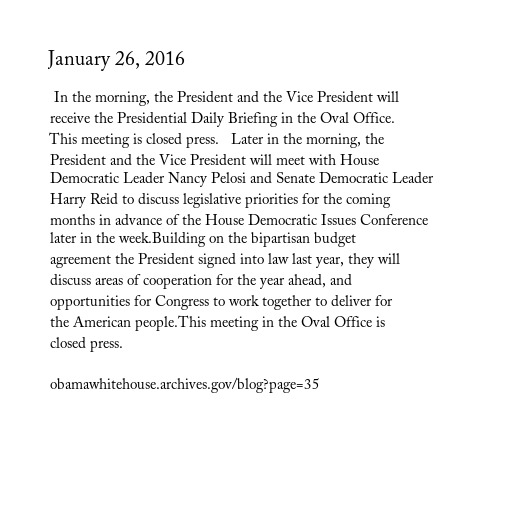 January 26, 2016
In the morning, the President and the Vice President will
receive the Presidential Daily Briefing in the Oval Office.
This meeting is closed press.   Later in the morning, the
President and the Vice President will meet with House
Democratic Leader Nancy Pelosi and Senate Democratic Leader
Harry Reid to discuss legislative priorities for the coming
months in advance of the House Democratic Issues Conference
later in the week.Building on the bipartisan budget
agreement the President signed into law last year, they will
discuss areas of cooperation for the year ahead, and
opportunities for Congress to work together to deliver for
the American people.This meeting in the Oval Office is
closed press.
obamawhitehouse.archives.gov/blog?page=35